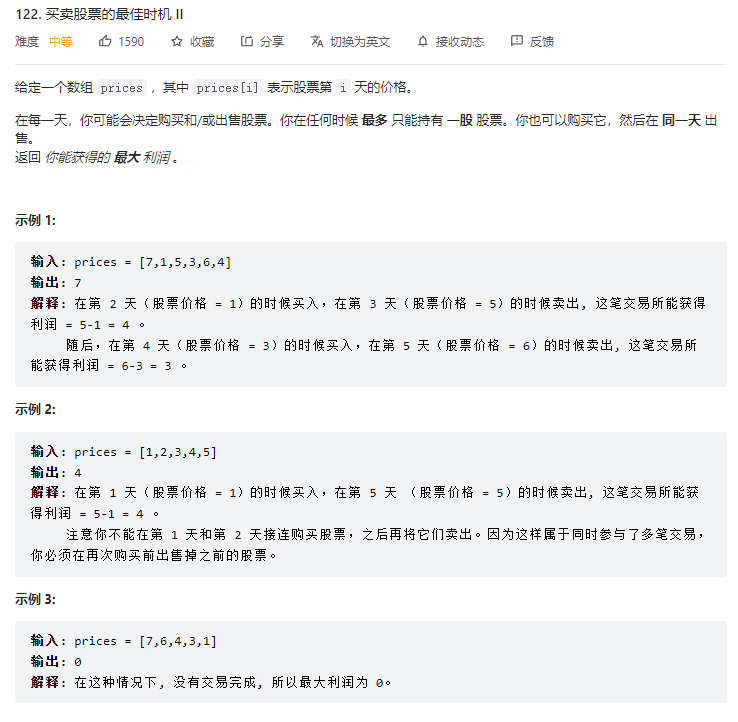 122. 买卖股票的最佳时机 II
难度 中等 1590 收藏 分享 切换为英文 接收动态 反馈
给定一个数组 prices ，其中 prices[i] 表示股票第 i 天的价格。
在每一天，你可能会决定购买和/或出售股票。你在任何时候 最多 只能持有 一股 股票。你也可以购买它，然后在 同一天 出
售。
返回 你能获得的 最大 利润 。
示例 1:
输入: prices = [7,1,5,3,6,4]
输出: 7
解释: 在第 2 天（股票价格 = 1）的时候买入，在第 3 天（股票价格 = 5）的时候卖出, 这笔交易所能获得
利润 = 5-1 = 4 。
随后，在第 4 天（股票价格 = 3）的时候买入，在第 5 天（股票价格 = 6）的时候卖出, 这笔交易所
能获得利润 = 6-3 = 3 。
示例 2:
输入: prices = [1,2,3,4,5]
输出: 4
解释: 在第 1 天（股票价格 = 1）的时候买入，在第 5 天 （股票价格 = 5）的时候卖出, 这笔交易所能获
得利润 = 5-1 = 4 。
注意你不能在第 1 天和第 2 天接连购买股票，之后再将它们卖出。因为这样属于同时参与了多笔交易，
你必须在再次购买前出售掉之前的股票。
示例 3:
输入: prices = [7,6,4,3,1]
输出: 0
解释: 在这种情况下, 没有交易完成, 所以最大利润为 0。